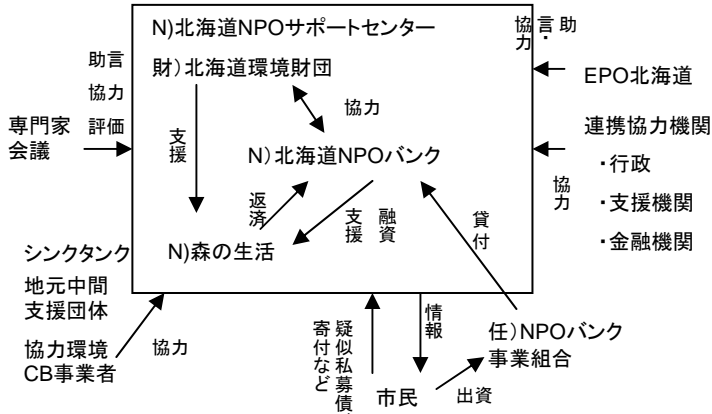 N)北海道NPOサポートセンター
財）北海道環境財団
助言・
協力
EPO北海道
助言
協力
評価
専門家
会議
支援
協力
N）北海道NPOバンク
連携協力機関
・行政
・支援機関
・金融機関
協力
返済
支援
融資
貸付
N)森の生活
シンクタンク
地元中間
支援団体
協力環境
CB事業者
協力
疑似私募債、
寄付など
情報
市民
出資
任）NPOバンク
事業組合